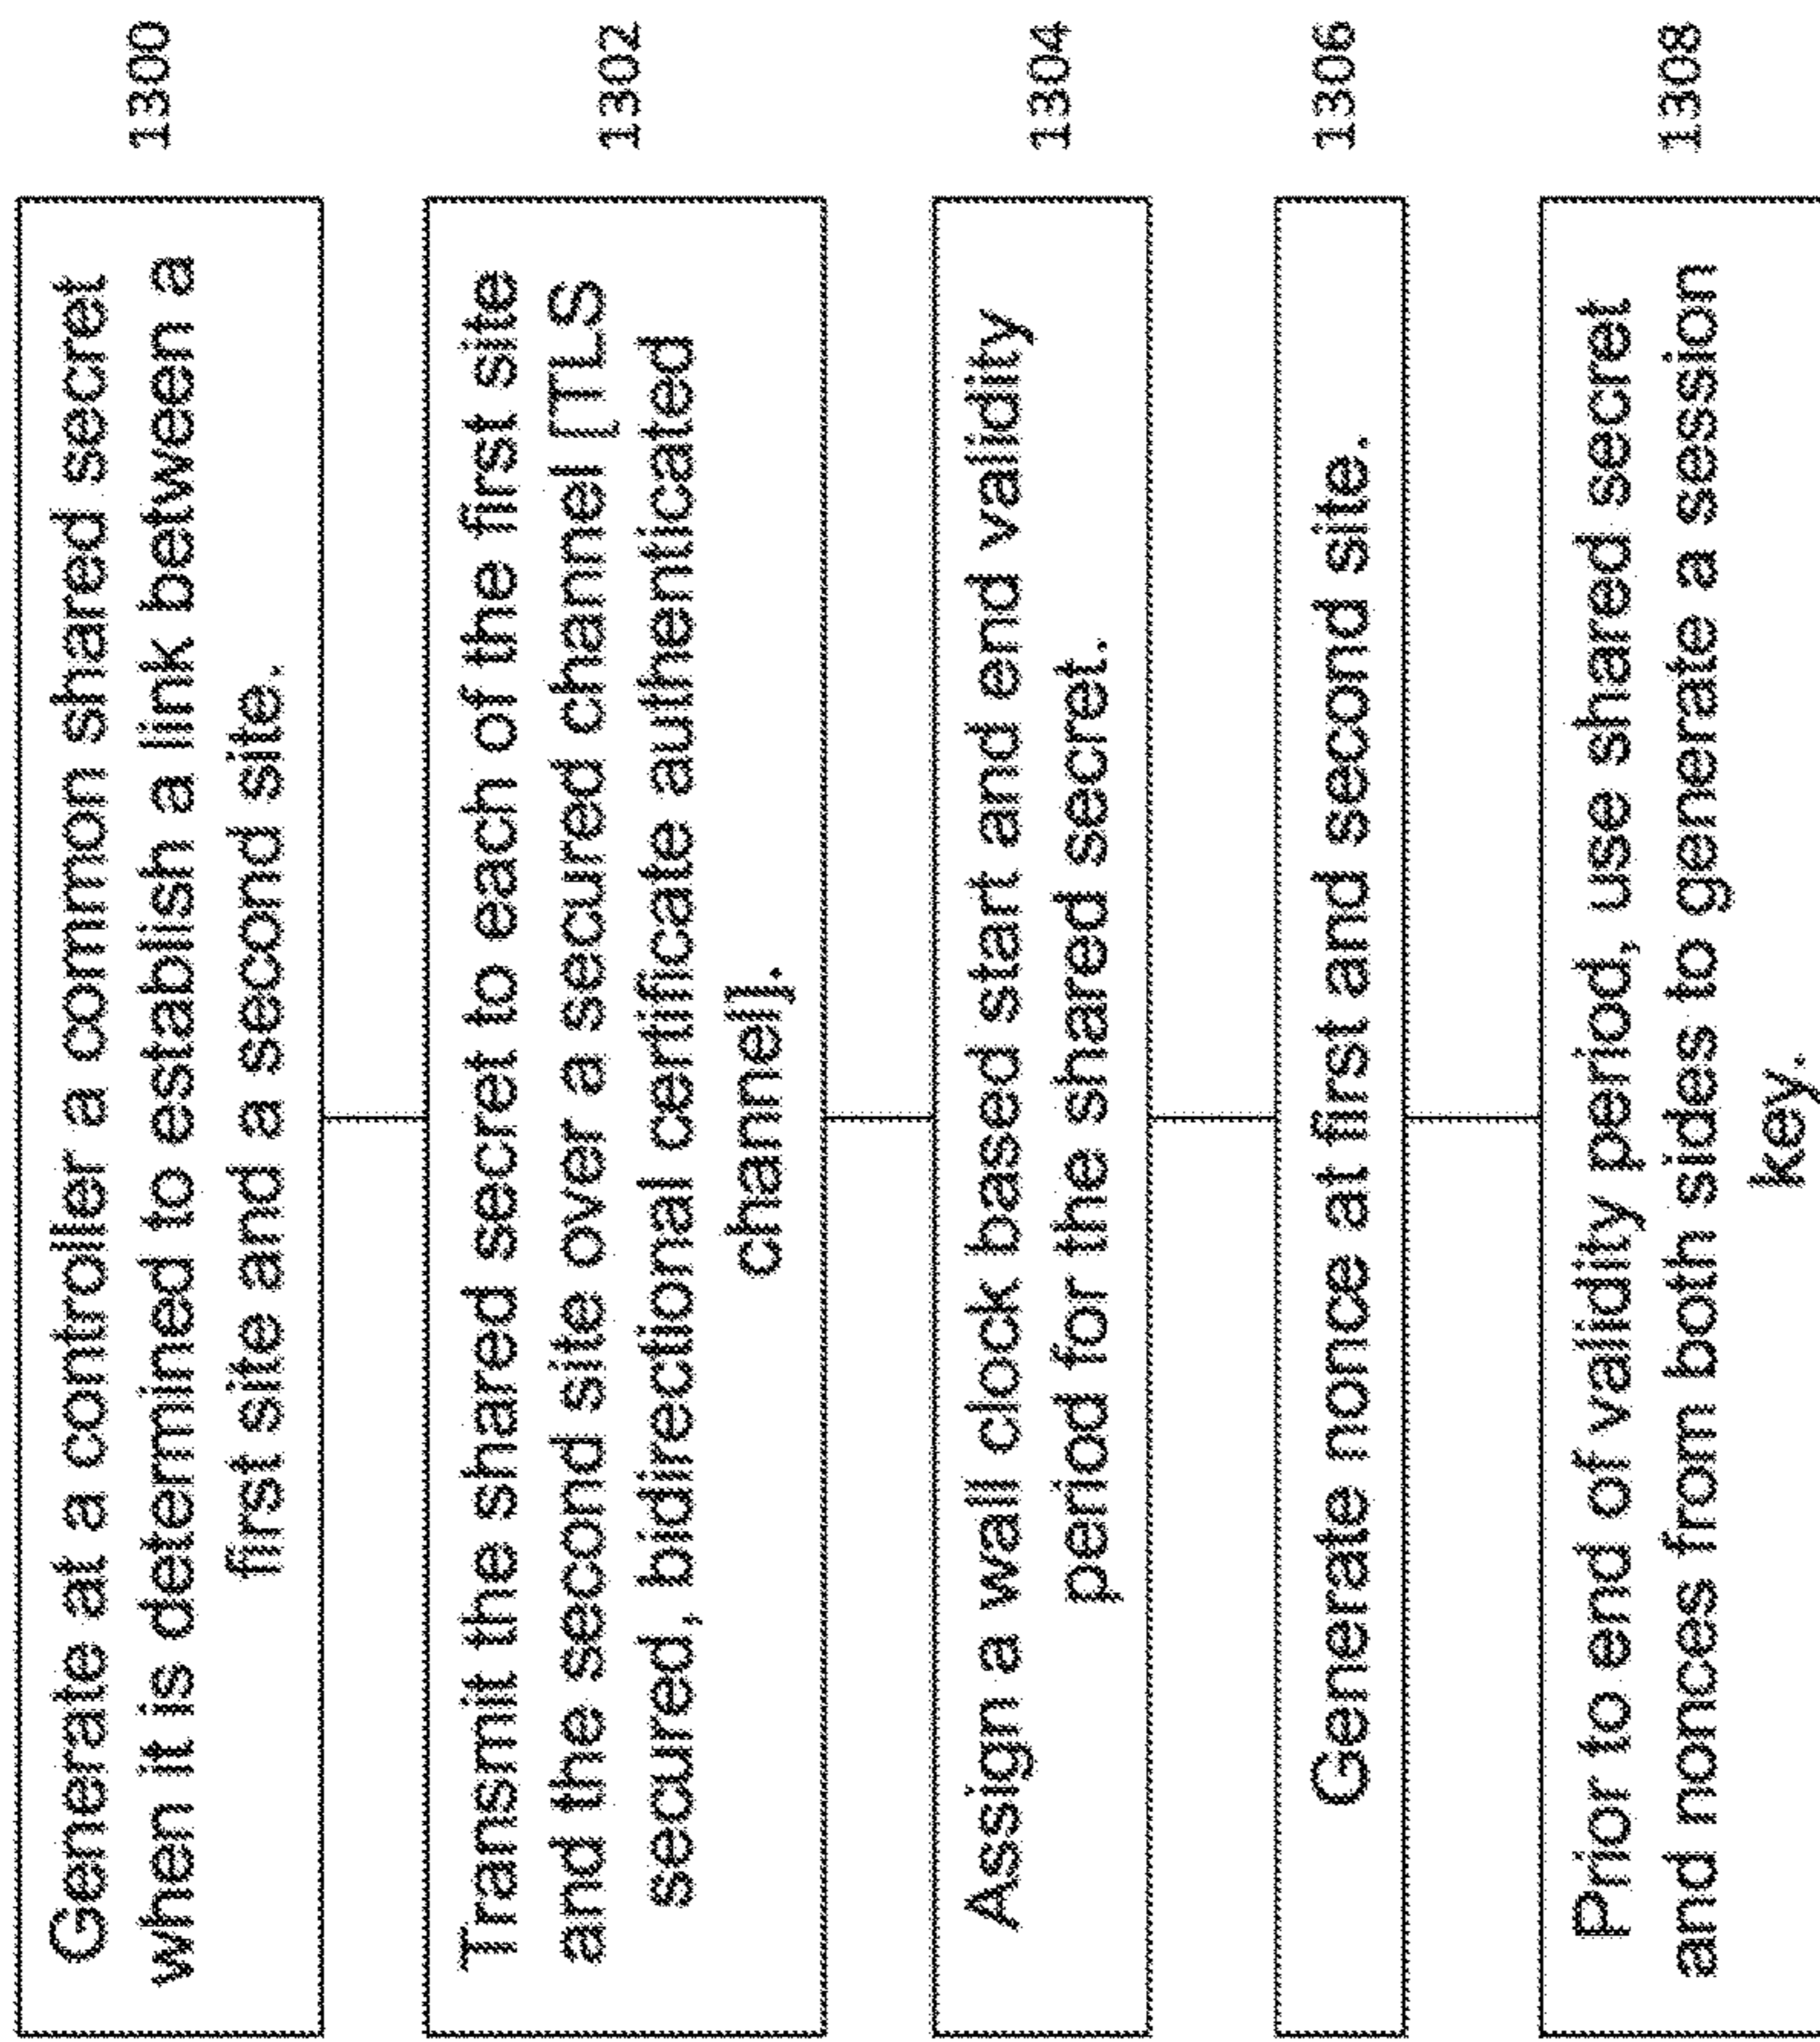 Generate at a controller a common shared secret
when it is determined to establish a link between a
first site and a second site.
1300
Transmit the shared secret to each of the first site
and the second site over a secured channel [TLS
secured, bidirectional certificate authenticated
channel].
1302
Assign a wall clock based start and end validity
period for the shared secret.
1304
Generate nonce at first and second site.
1306
Prior to end of validity period, use shared secret
and nonces from both sides to generate a session
key.
1308